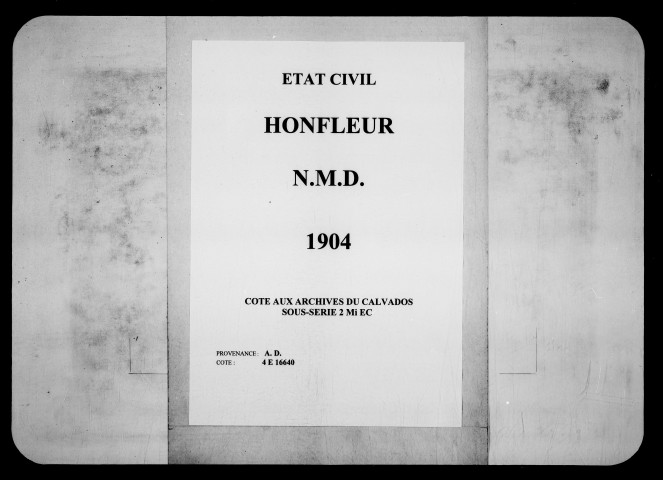 ETAT CIVIL
HONFLEUR
N.M.D.
1904
COTE AUX ARCHIVES DU CALVADOS
SOUS-SERIE 2 Mi EC
PROVENANCE : A. D.
COTE : 4 E 16640